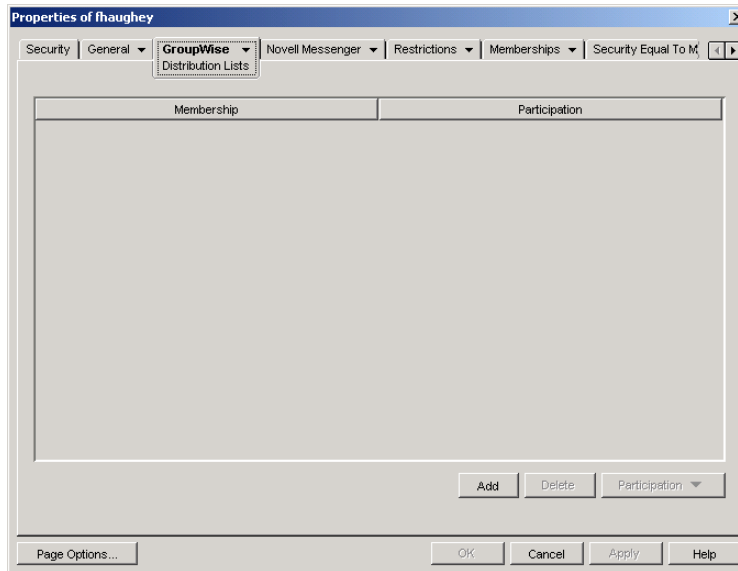 Properties of fhaughey
Security General GroupWise Novell Messenger Restrictions Memberships Security Equal To M
Distribution Lists
Membership Participation
Add Delete Participation
Page Options... OK Cancel Apply Help